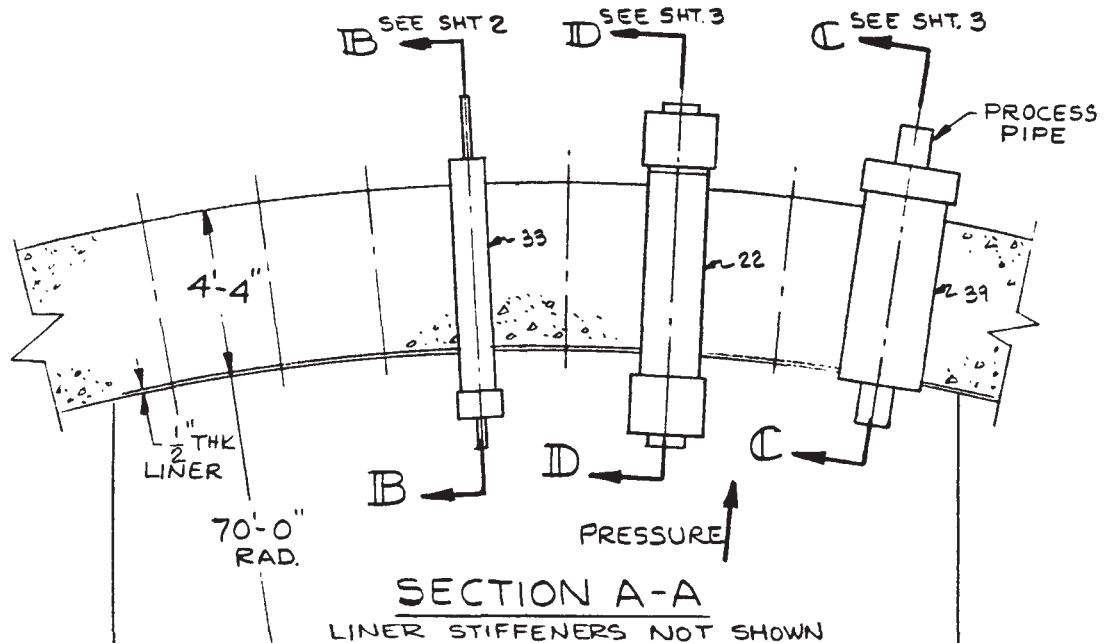 SEE SHT 2
B
SEE SHT. 3
D
SEE SHT. 3
C
PROCESS
PIPE
33
22
39
4'-4"
1/2" THK
LINER
70'-0"
RAD.
B
D
C
PRESSURE
SECTION A-A
LINER STIFFENERS NOT SHOWN